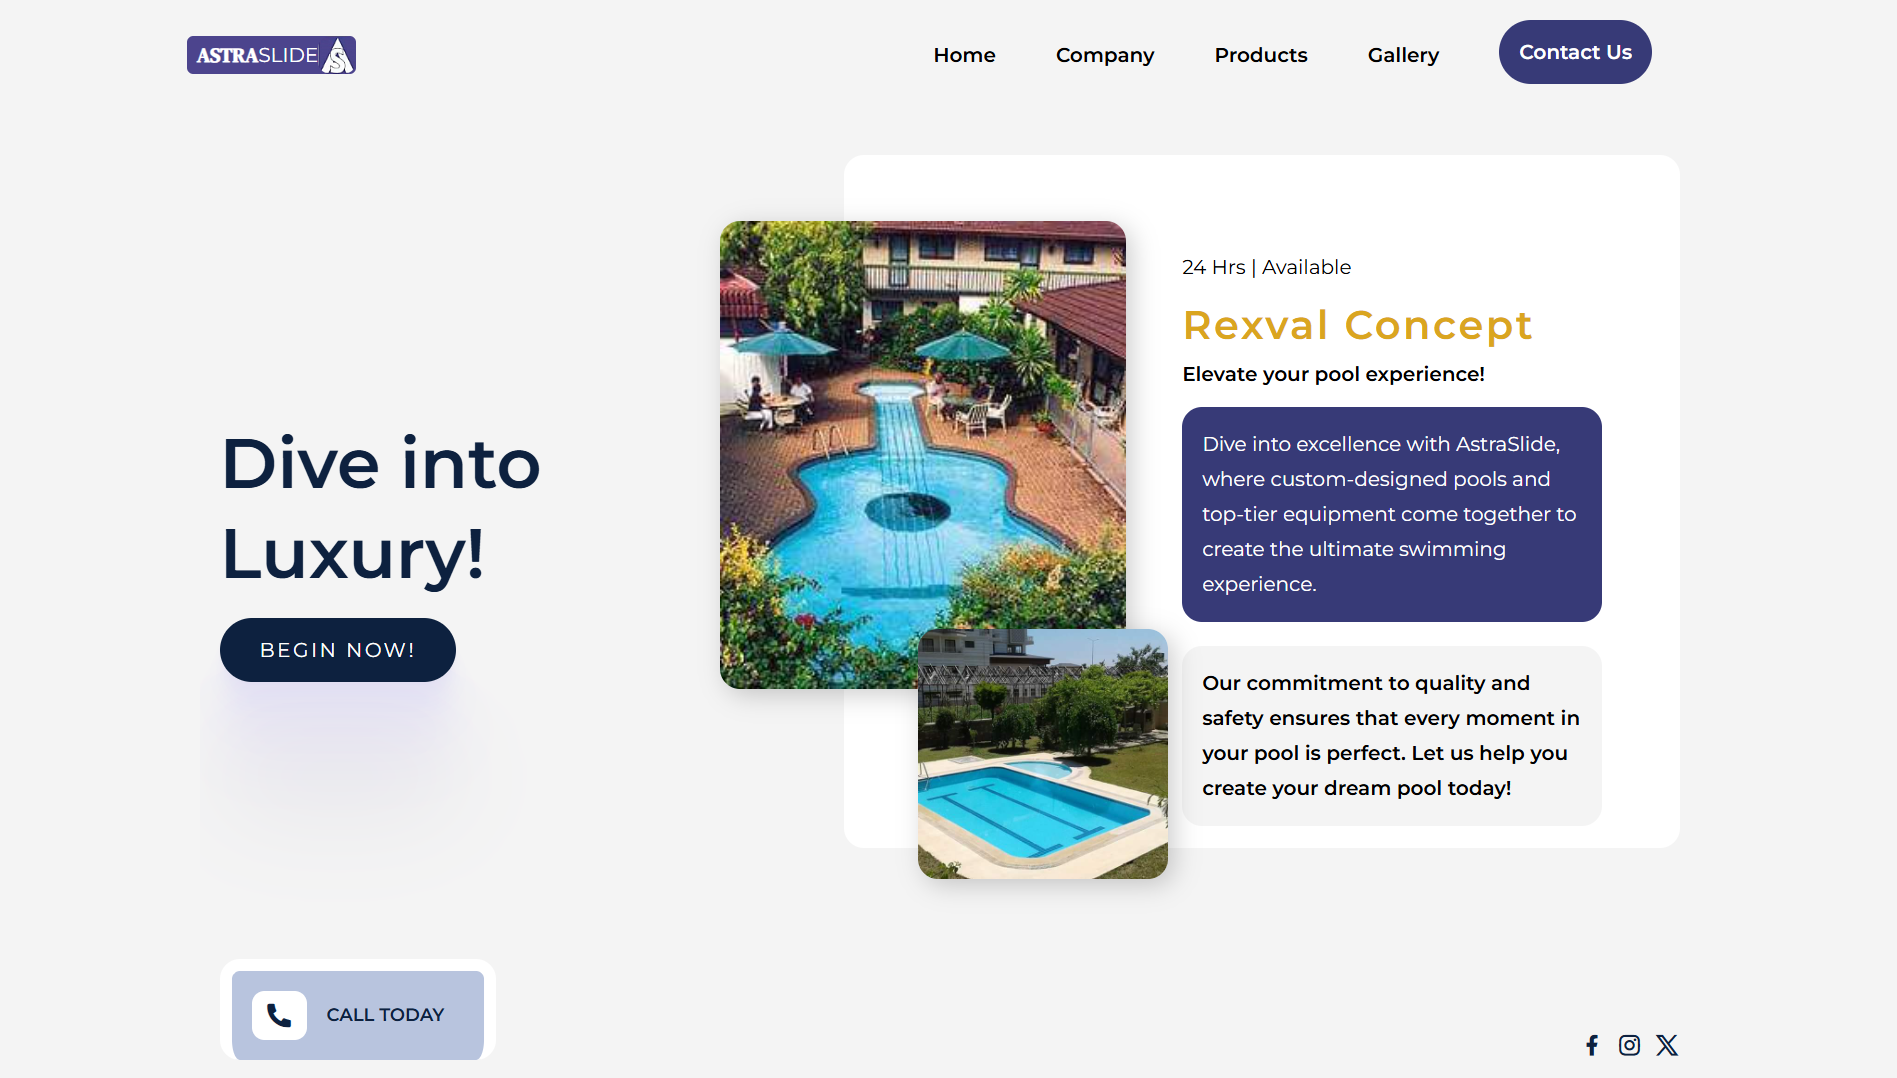 ASTRASLIDE
Home
Company
Products
Gallery
Contact Us
Dive into
Luxury!
BEGIN NOW!
24 Hrs | Available
Rexval Concept
Elevate your pool experience!
Dive into excellence with AstraSlide,
where custom-designed pools and
top-tier equipment come together to
create the ultimate swimming
experience.
Our commitment to quality and
safety ensures that every moment in
your pool is perfect. Let us help you
create your dream pool today!
CALL TODAY